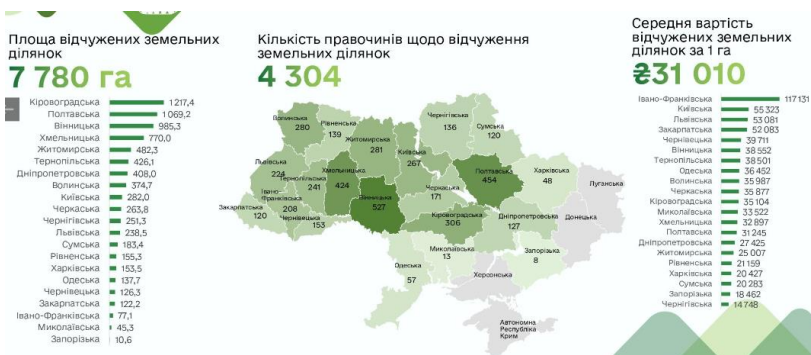 Площа відчужених земельних
ділянок
7 780 га
Кіровоградська 1 217,4
Полтавська 1 069,2
Вінницька 985,3
Хмельницька 770,0
Житомирська 482,3
Тернопільська 426,1
Дніпропетровська 408,0
Волинська 374,7
Київська 282,0
Черкаська 263,8
Чернігівська 251,3
Львівська 238,5
Сумська 183,4
Рівненська 155,3
Харківська 153,5
Одеська 137,7
Чернівецька 126,3
Закарпатська 122,2
Івано-Франківська 77,1
Миколаївська 45,3
Запорізька 10,6
Кількість правочинів щодо відчуження
земельних ділянок
4 304
Волинська
280
Рівненська
139
Житомирська
281
Київська
267
Чернігівська
136
Сумська
120
Львівська
224
Тернопільська
241
Хмельницька
424
Вінницька
527
Івано-
Франківська
208
Закарпатська
120
Чернівецька
153
Черкаська
171
Полтавська
454
Харківська
48
Луганська
Кіровоградська
306
Дніпропетровська
127
Донецька
Миколаївська
13
Запорізька
8
Одеська
57
Херсонська
Автономна
Республіка
Крим
Середня вартість
відчужених земельних
ділянок за 1 га
₴31 010
Івано-Франківська 117 131
Київська 55 323
Львівська 53 081
Закарпатська 52 083
Чернівецька 39 711
Вінницька 38 552
Тернопільська 38 501
Одеська 36 452
Волинська 35 987
Черкаська 35 877
Кіровоградська 35 104
Миколаївська 33 522
Хмельницька 32 897
Полтавська 31 245
Дніпропетровська 27 425
Житомирська 25 007
Рівненська 21 159
Харківська 20 427
Сумська 20 283
Запорізька 18 462
Чернігівська 14 748